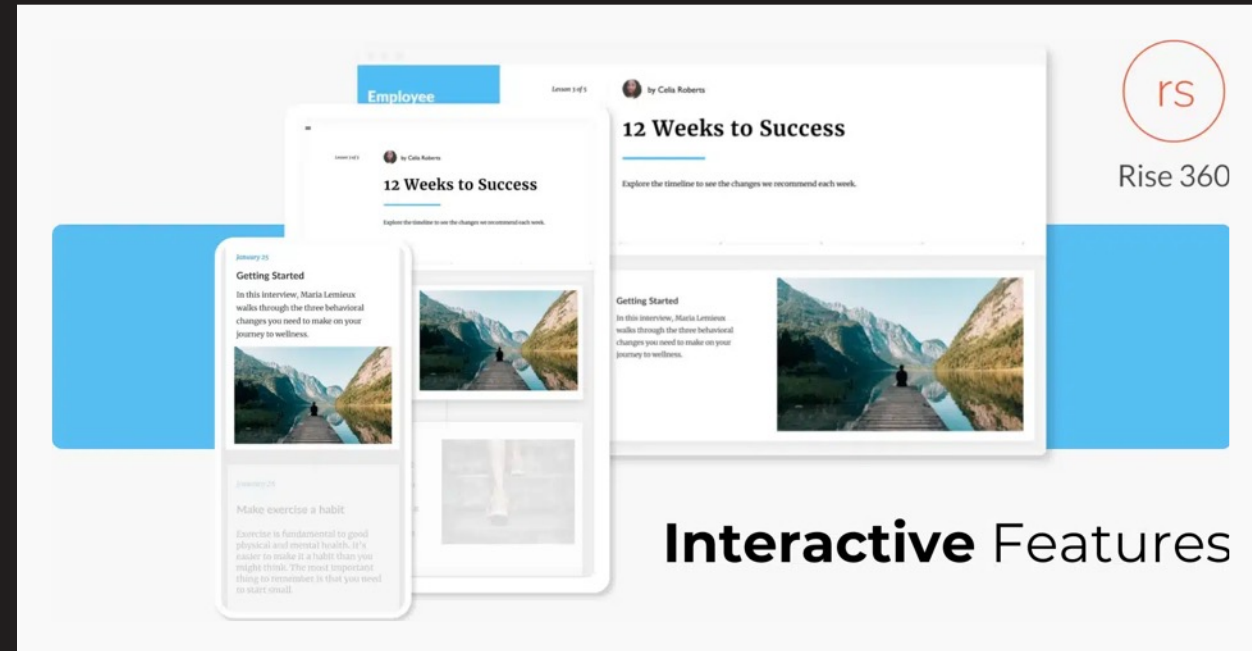 Employee
Lesson 5 of 5
by Celia Roberts
12 Weeks to Success
Explore the timeline to see the changes we recommend each week.
Getting Started
In this interview, Maria Lemieux
walks through the three behavioral
changes you need to make on your
journey to wellness.
by Celia Roberts
12 Weeks to Success
Explore the timeline to see the changes we recommend each week.
January 25
Getting Started
In this interview, Maria Lemieux
walks through the three behavioral
changes you need to make on your
journey to wellness.
Make exercise a habit
Exercise is fundamental to good
physical and mental health. It's
easier to make it a habit than you
might think. The most important
thing to remember is that you need
to start small.
rs
Rise 360
Interactive Features